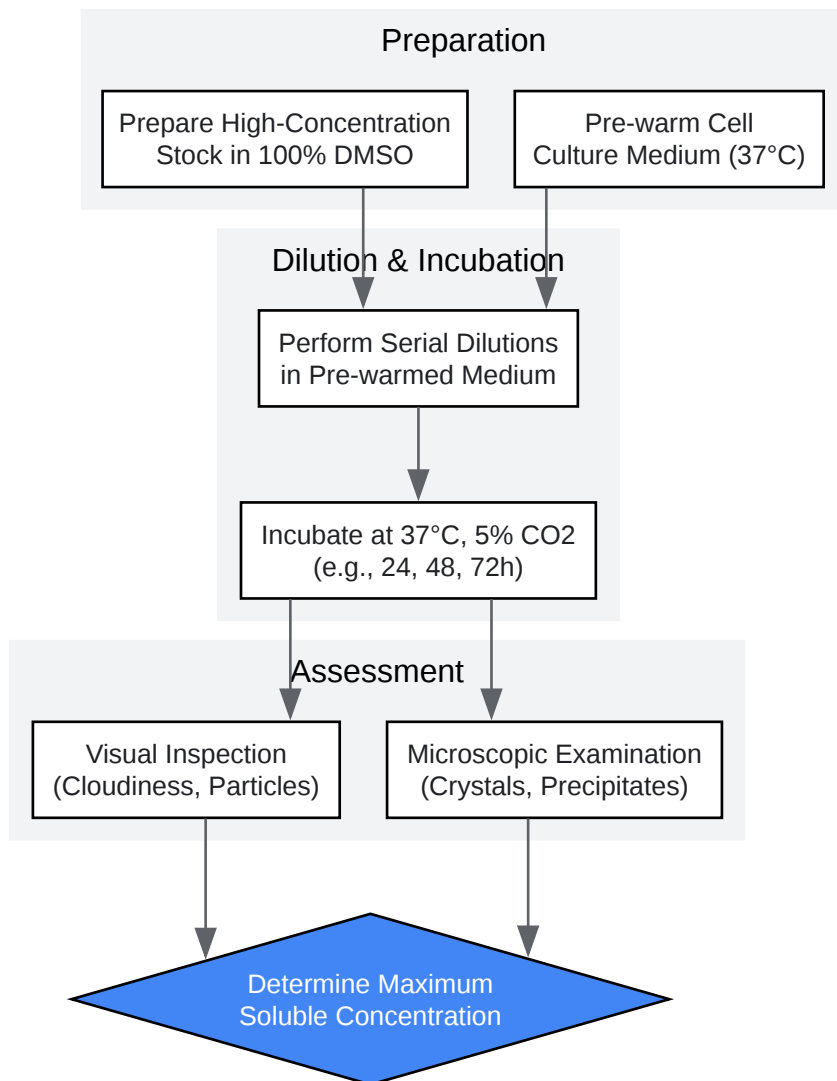 Preparation
Prepare High-Concentration
Stock in 100% DMSO
Pre-warm Cell
Culture Medium (37°C)
Dilution & Incubation
Perform Serial Dilutions
in Pre-warmed Medium
Incubate at 37°C, 5% CO2
(e.g., 24, 48, 72h)
Assessment
Visual Inspection
(Cloudiness, Particles)
Microscopic Examination
(Crystals, Precipitates)
Determine Maximum
Soluble Concentration